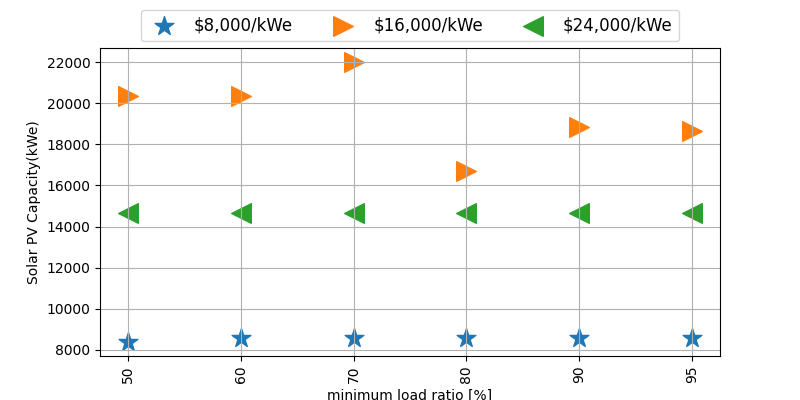 $8,000/kWe $16,000/kWe $24,000/kWe
22000
20000
18000
16000
14000
12000
10000
8000
Solar PV Capacity(kWe)
50 60 70 80 90 95
minimum load ratio [%]